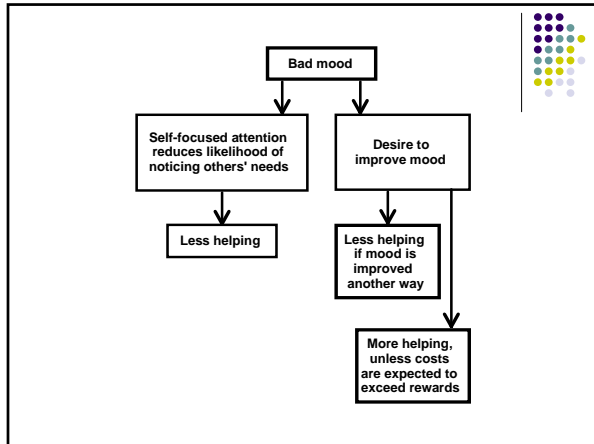 Bad mood
Self-focused attention
reduces likelihood of
noticing others' needs
Desire to
improve mood
Less helping
Less helping
if mood is
improved
another way
More helping,
unless costs
are expected to
exceed rewards